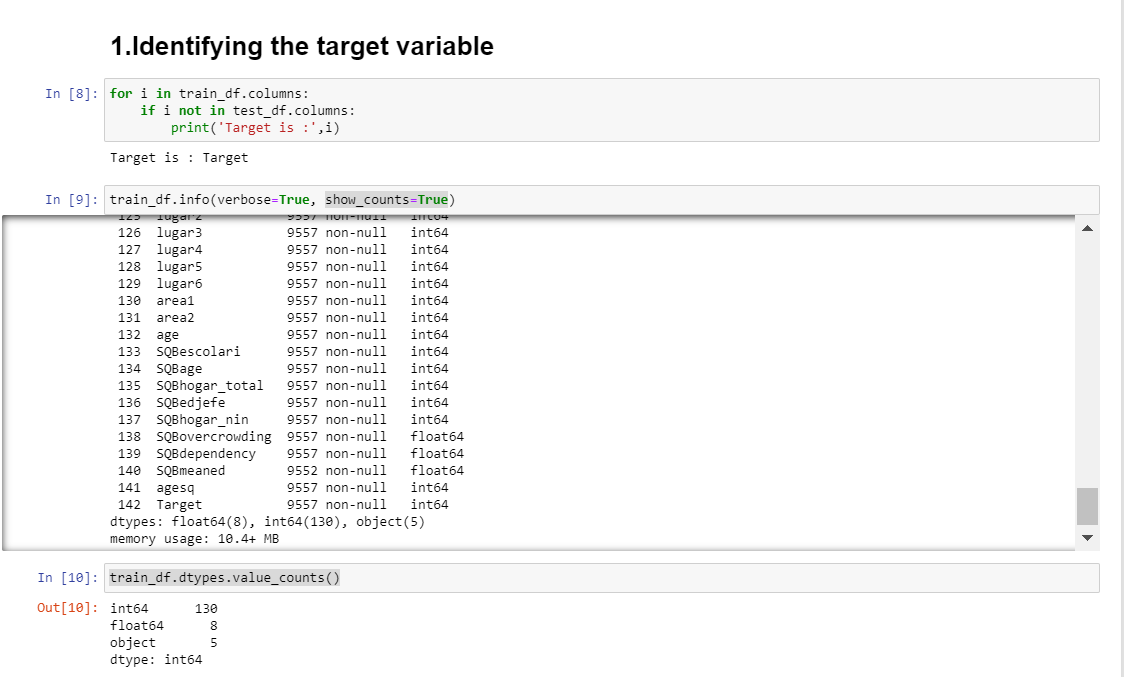 1.Identifying the target variable
In [8]: for i in train_df.columns:
if i not in test_df.columns:
print('Target is :',i)
Target is : Target
In [9]: train_df.info(verbose=True, show_counts=True)
125 lugar2 9557 non-null int64
126 lugar3 9557 non-null int64
127 lugar4 9557 non-null int64
128 lugar5 9557 non-null int64
129 lugar6 9557 non-null int64
130 area1 9557 non-null int64
131 area2 9557 non-null int64
132 age 9557 non-null int64
133 SQBescolari 9557 non-null int64
134 SQBage 9557 non-null int64
135 SQBhogar_total 9557 non-null int64
136 SQBedjefe 9557 non-null int64
137 SQBhogar_nin 9557 non-null int64
138 SQBovercrowding 9557 non-null float64
139 SQBdependency 9557 non-null float64
140 SQBmeaned 9552 non-null float64
141 agesq 9557 non-null int64
142 Target 9557 non-null int64
dtypes: float64(8), int64(130), object(5)
memory usage: 10.4+ MB
In [10]: train_df.dtypes.value_counts()
Out[10]: int64 130
float64 8
object 5
dtype: int64